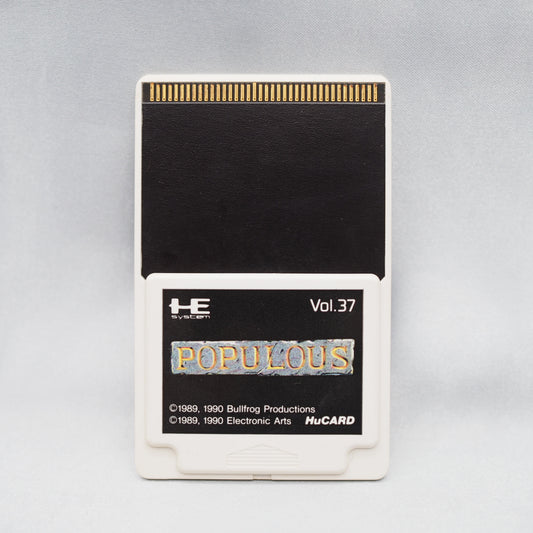 HE Vol.37
system
POPULOUS
©1989, 1990 Bullfrog Productions
©1989, 1990 Electronic Arts HuCARD